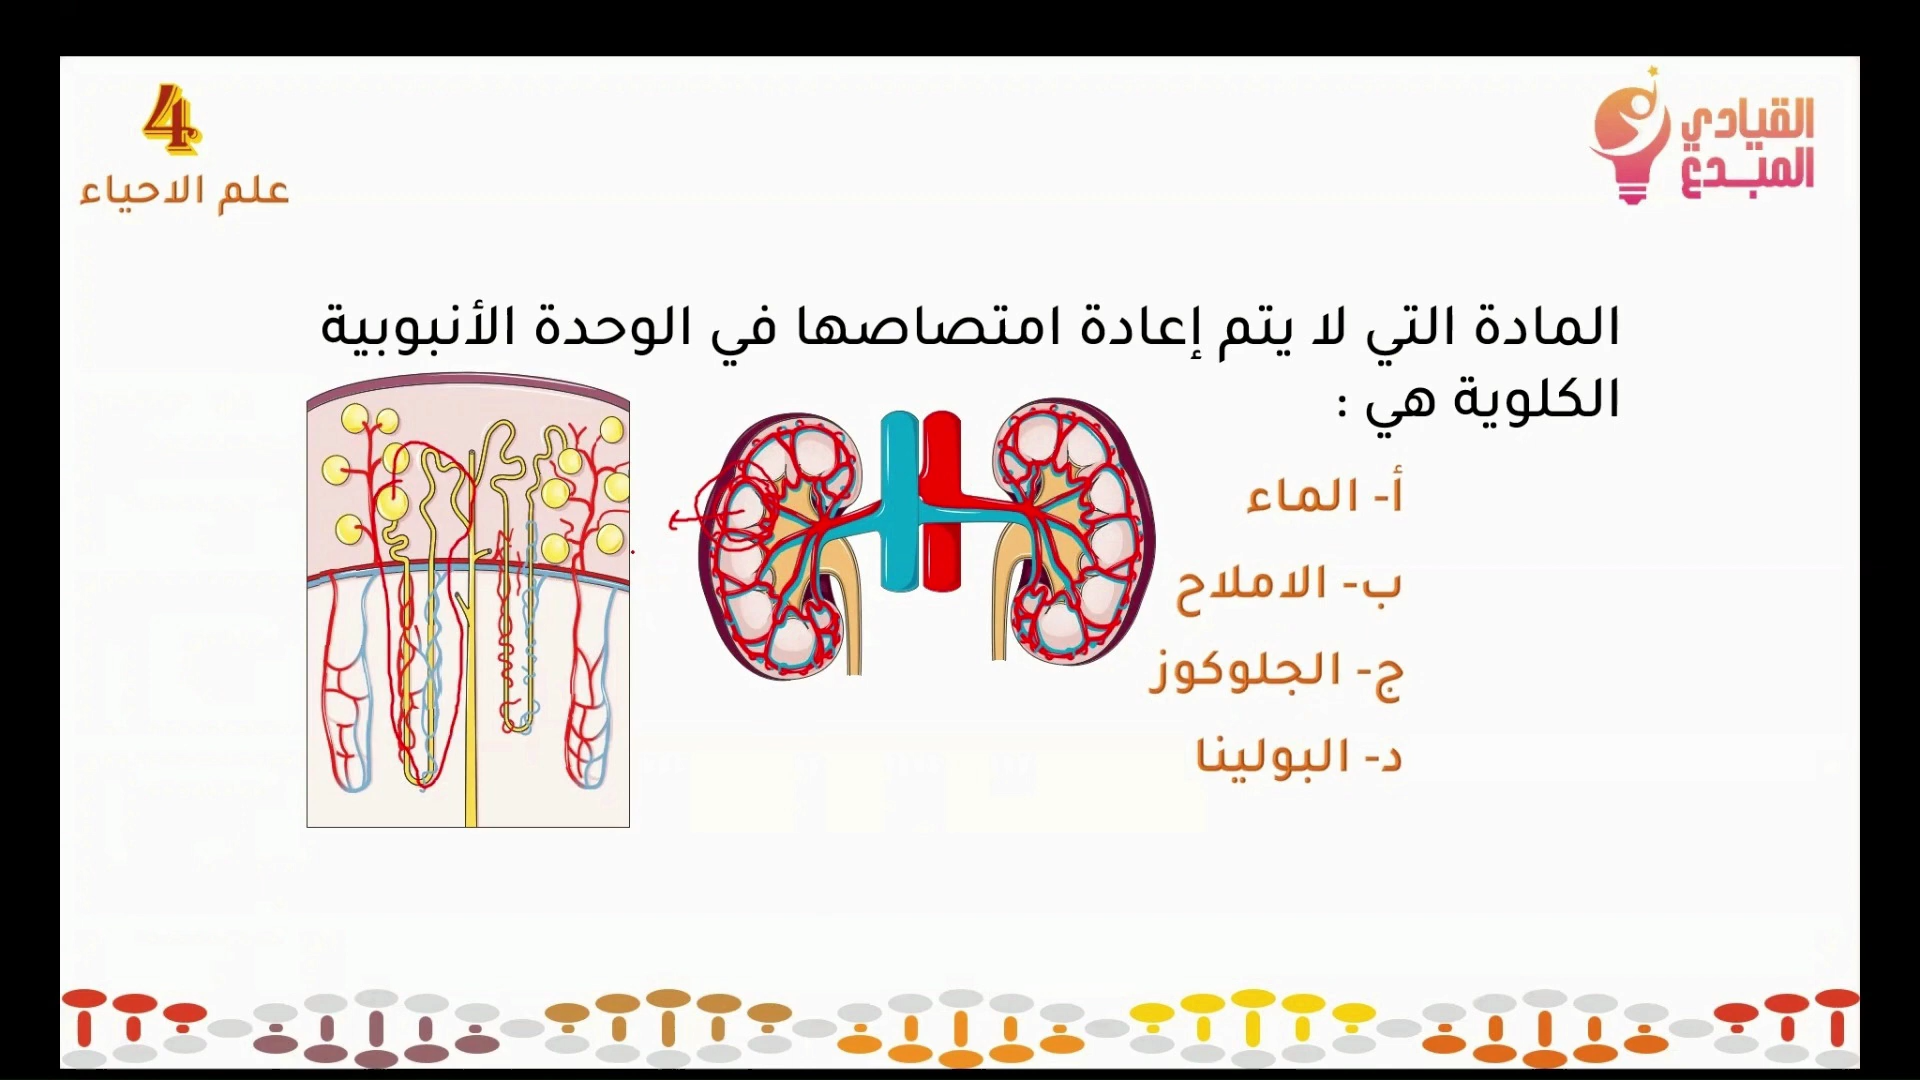 4
علم الاحياء
القيادي
المبدع
المادة التي لا يتم إعادة امتصاصها في الوحدة الأنبوبية
الكلوية هي :
أ- الماء
ب- الاملاح
ج- الجلوكوز
د- البولينا